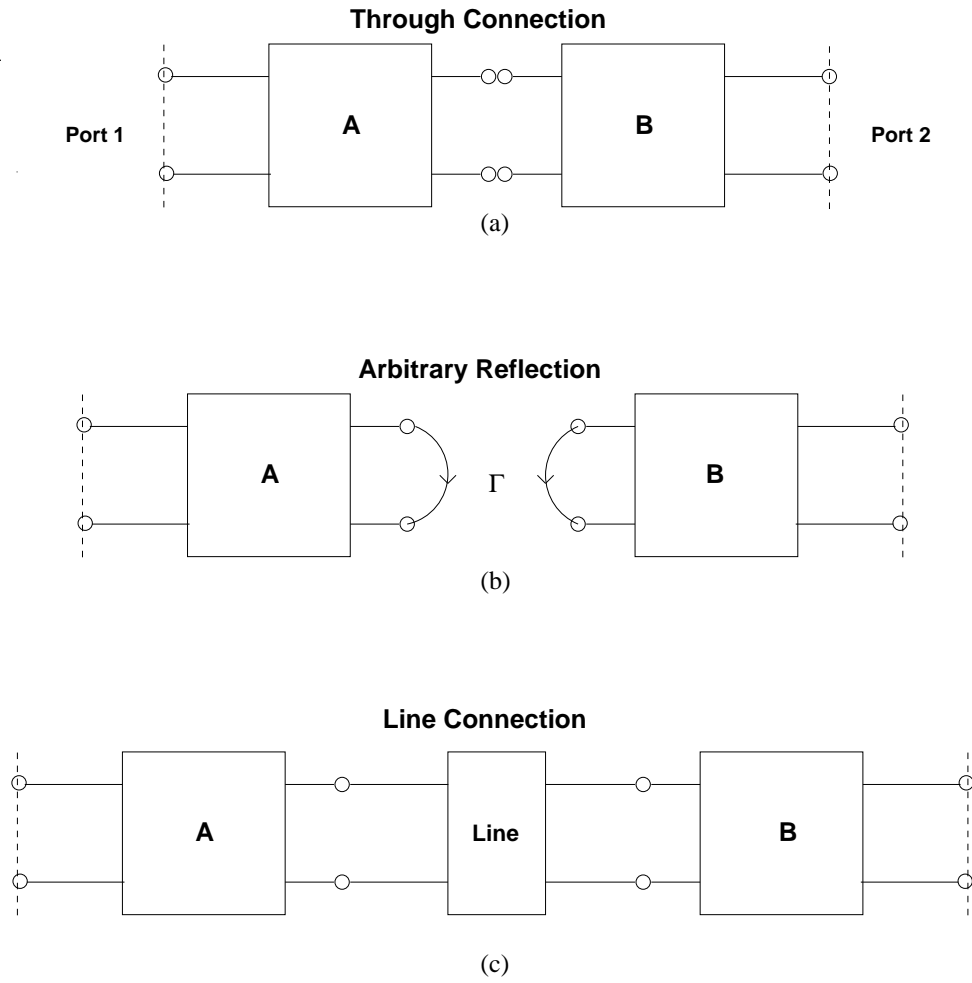 Through Connection
Port 1
A
B
Port 2
(a)
Arbitrary Reflection
A
Γ
B
(b)
Line Connection
A
Line
B
(c)